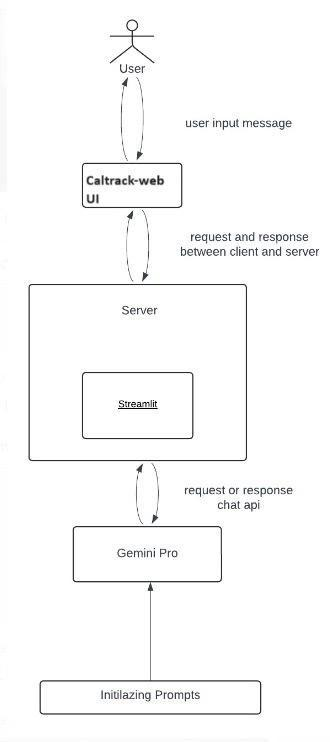 User
user input message
Caltrack-web
UI
request and response
between client and server
Server
Streamlit
request or response
chat api
Gemini Pro
Initilazing Prompts